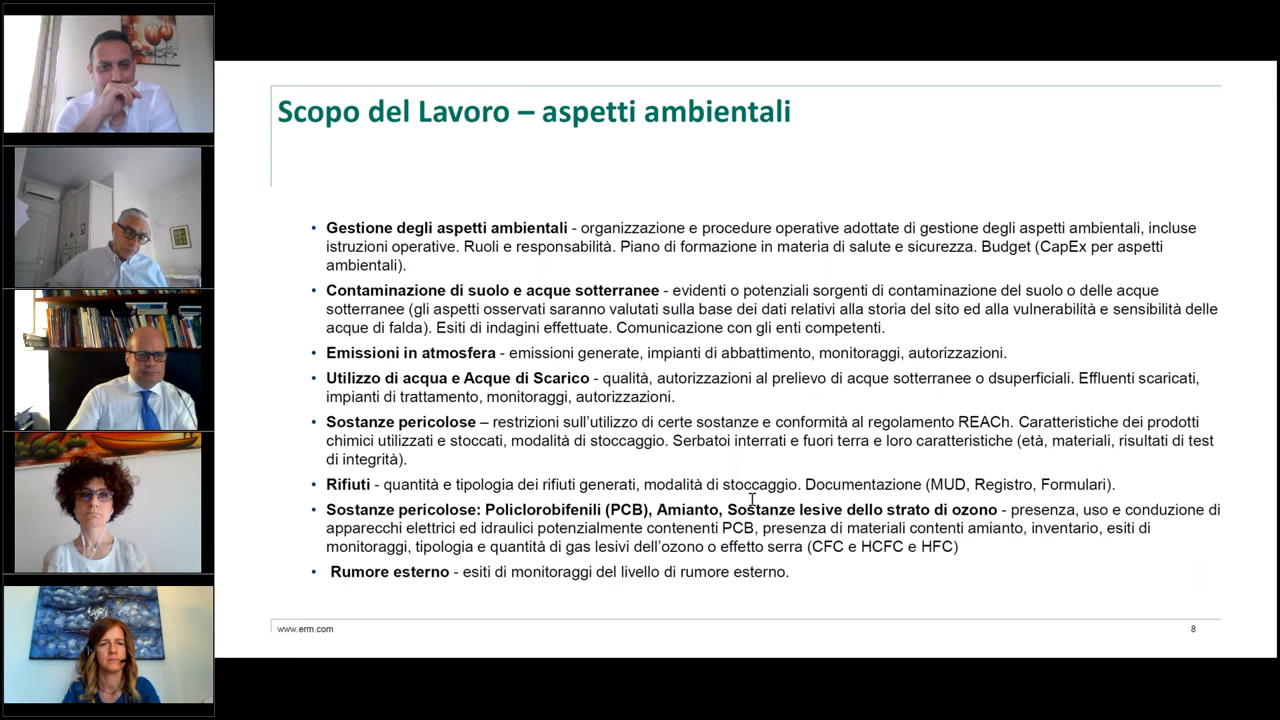 Scopo del Lavoro – aspetti ambientali
• Gestione degli aspetti ambientali - organizzazione e procedure operative adottate di gestione degli aspetti ambientali, incluse
istruzioni operative. Ruoli e responsabilità. Piano di formazione in materia di salute e sicurezza. Budget (CapEx per aspetti
ambientali).
• Contaminazione di suolo e acque sotterranee - evidenti o potenziali sorgenti di contaminazione del suolo o delle acque
sotterranee (gli aspetti osservati saranno valutati sulla base dei dati relativi alla storia del sito ed alla vulnerabilità e sensibilità delle
acque di falda). Esiti di indagini effettuate. Comunicazione con gli enti competenti.
• Emissioni in atmosfera - emissioni generate, impianti di abbattimento, monitoraggi, autorizzazioni.
• Utilizzo di acqua e Acque di Scarico - qualità, autorizzazioni al prelievo di acque sotterranee o dsuperficiali. Effluenti scaricati,
impianti di trattamento, monitoraggi, autorizzazioni.
• Sostanze pericolose – restrizioni sull’utilizzo di certe sostanze e conformità al regolamento REACh. Caratteristiche dei prodotti
chimici utilizzati e stoccati, modalità di stoccaggio. Serbatoi interrati e fuori terra e loro caratteristiche (età, materiali, risultati di test
di integrità).
• Rifiuti - quantità e tipologia dei rifiuti generati, modalità di stoccaggio. Documentazione (MUD, Registro, Formulari).
• Sostanze pericolose: Policlorobifenili (PCB), Amianto, Sostanze lesive dello strato di ozono - presenza, uso e conduzione di
apparecchi elettrici ed idraulici potenzialmente contenenti PCB, presenza di materiali contenti amianto, inventario, esiti di
monitoraggi, tipologia e quantità di gas lesivi dell’ozono o effetto serra (CFC e HCFC e HFC)
• Rumore esterno - esiti di monitoraggi del livello di rumore esterno.
www.erm.com
8